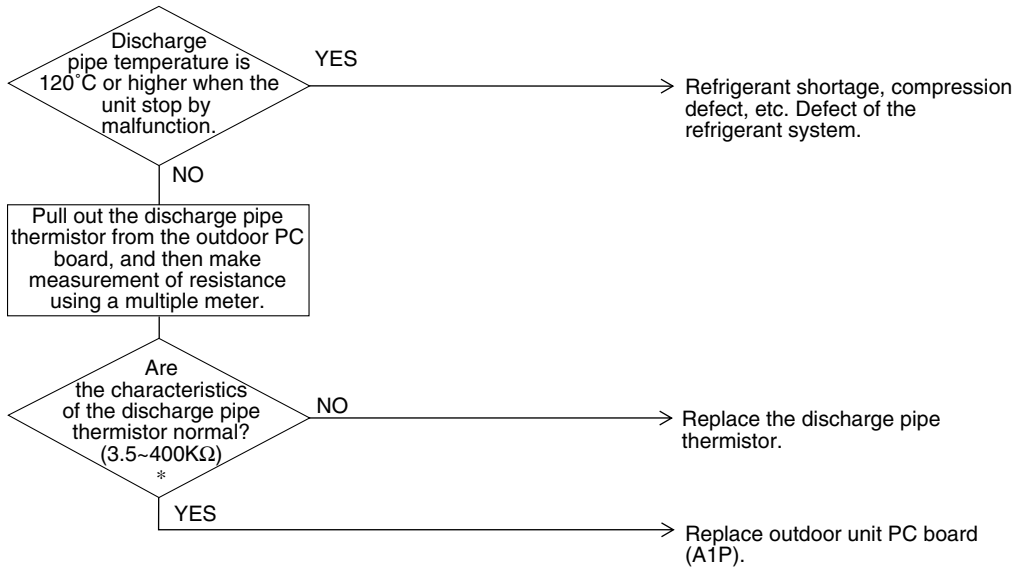 Discharge
pipe temperature is
120˚C or higher when the
unit stop by
malfunction.
YES
Refrigerant shortage, compression
defect, etc. Defect of the
refrigerant system.
NO
Pull out the discharge pipe
thermistor from the outdoor PC
board, and then make
measurement of resistance
using a multiple meter.
Are
the characteristics
of the discharge pipe
thermistor normal?
(3.5~400KΩ)
*
NO
Replace the discharge pipe
thermistor.
YES
Replace outdoor unit PC board
(A1P).